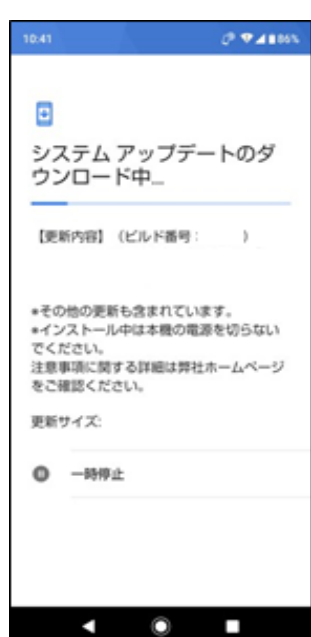 10:41
86%
システム アップデートのダ
ウンロード中...
【更新内容】（ビルド番号：　　　）
*その他の更新も含まれています。
*インストール中は本機の電源を切らない
でください。
注意事項に関する詳細は弊社ホームページ
をご確認ください。
更新サイズ:
一時停止